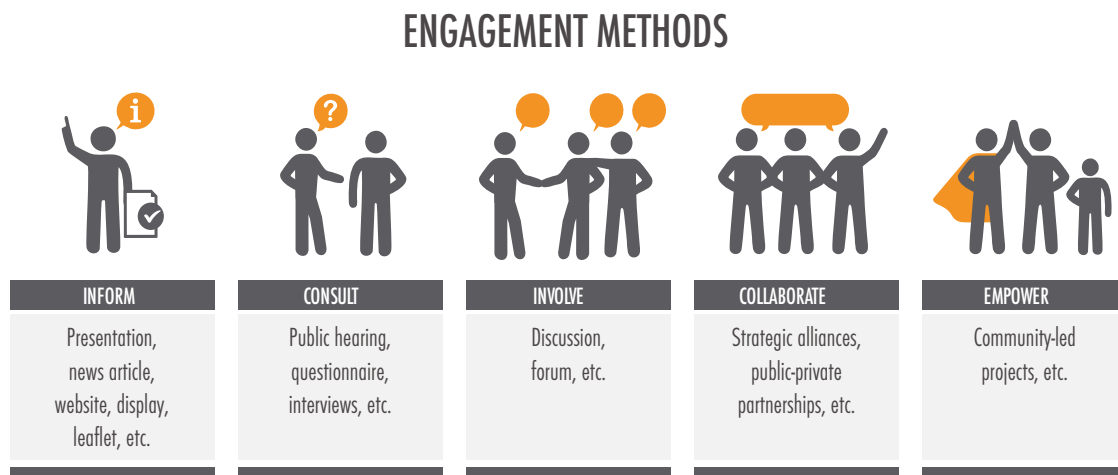 ENGAGEMENT METHODS
i
?
INFORM
Presentation,
news article,
website, display,
leaflet, etc.
CONSULT
Public hearing,
questionnaire,
interviews, etc.
INVOLVE
Discussion,
forum, etc.
COLLABORATE
Strategic alliances,
public-private
partnerships, etc.
EMPOWER
Community-led
projects, etc.